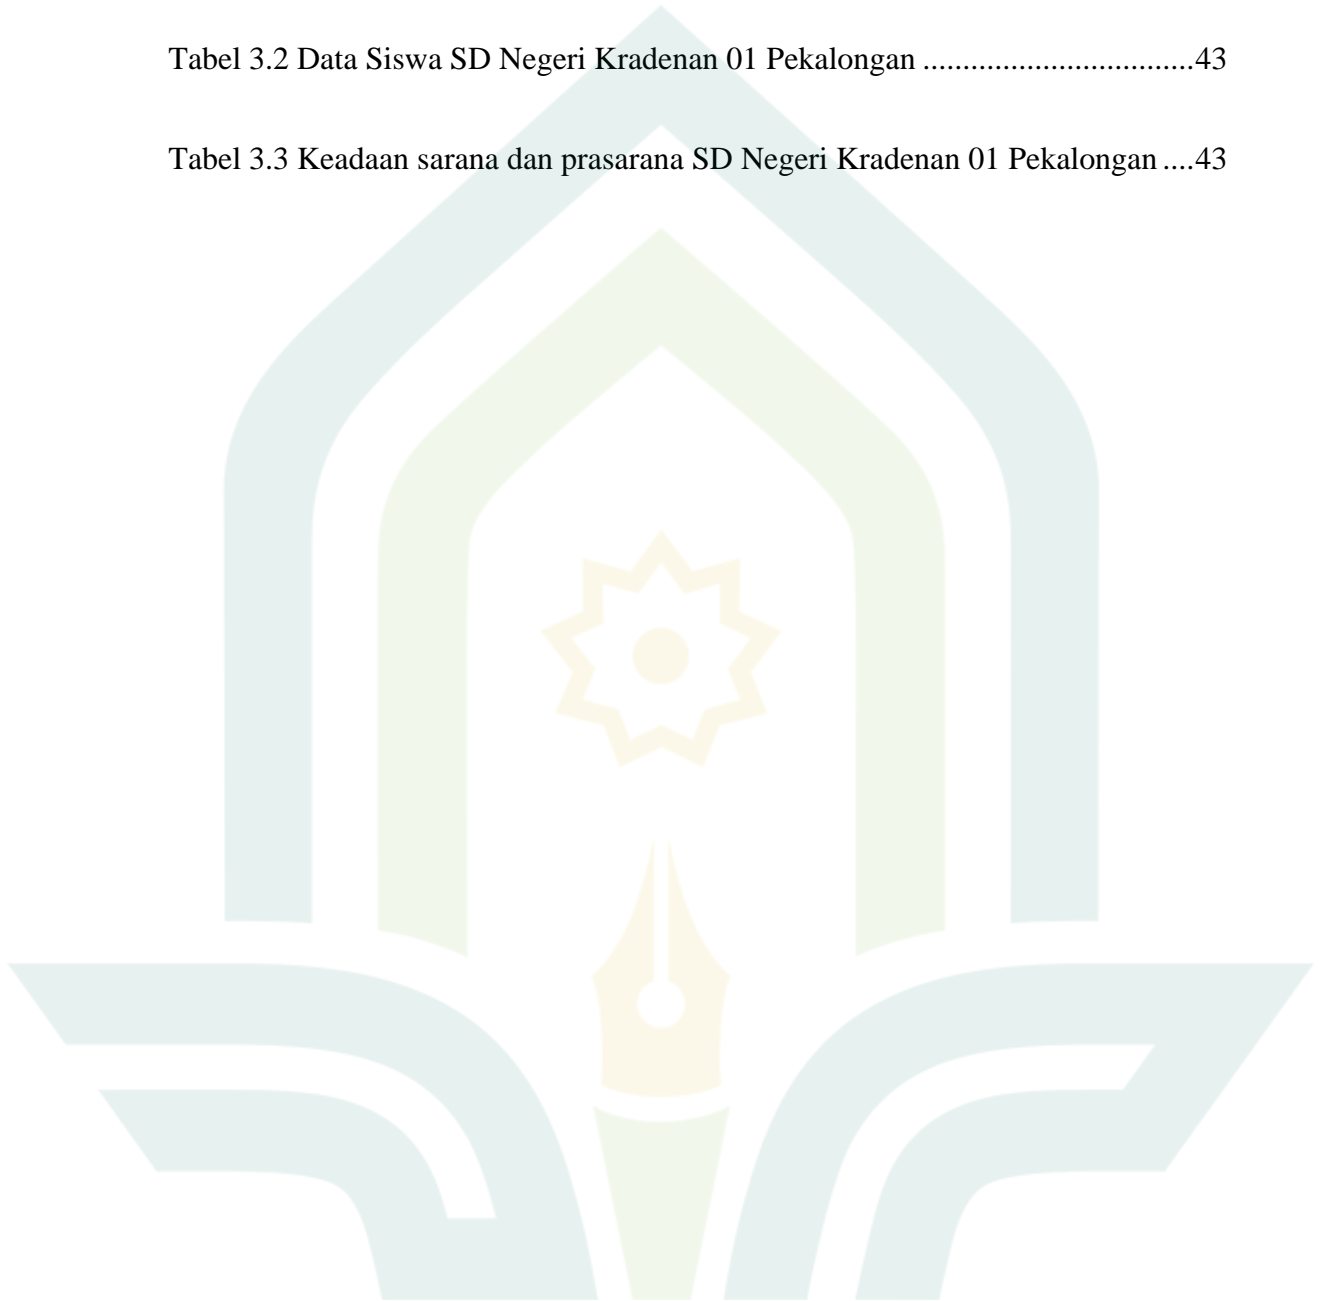 Tabel 3.2 Data Siswa SD Negeri Kradenan 01 Pekalongan ..................................43
Tabel 3.3 Keadaan sarana dan prasarana SD Negeri Kradenan 01 Pekalongan ....43